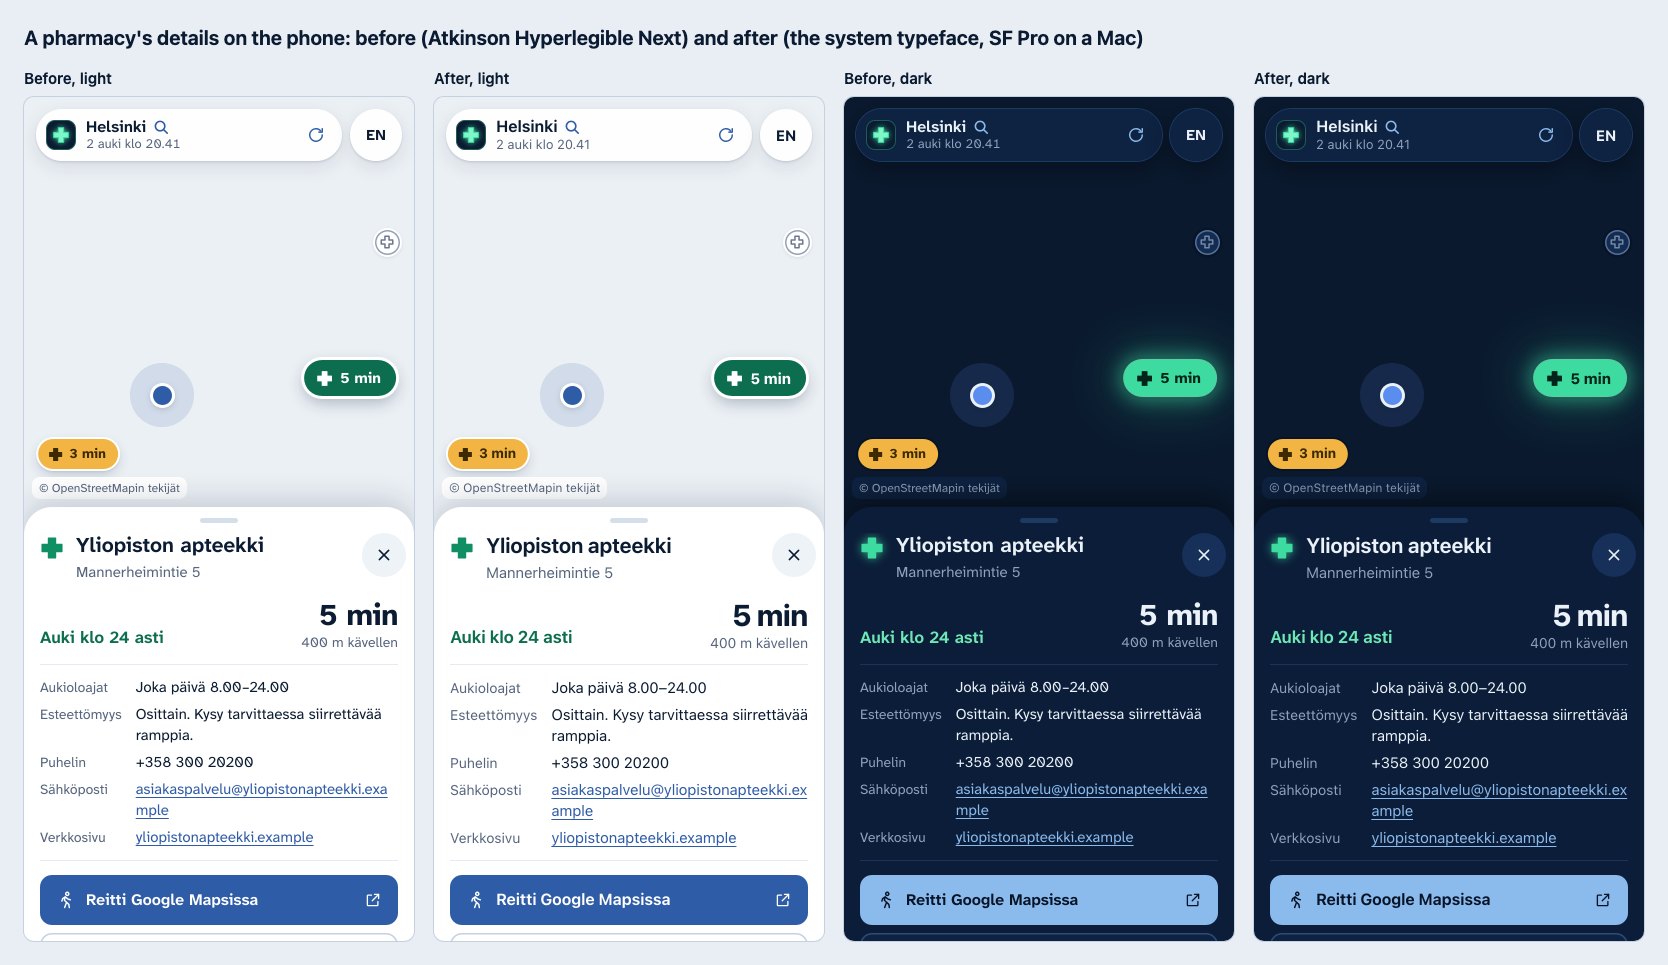 A pharmacy's details on the phone: before (Atkinson Hyperlegible Next) and after (the system typeface, SF Pro on a Mac)
Before, light
Helsinki
2 auki klo 20.41
EN
5 min
3 min
© OpenStreetMapin tekijät
Yliopiston apteekki
Mannerheimintie 5
5 min
Auki klo 24 asti
400 m kävellen
Aukioloajat Joka päivä 8.00–24.00
Esteettömyys Osittain. Kysy tarvittaessa siirrettävää
ramppia.
Puhelin +358 300 20200
Sähköposti asiakaspalvelu@yliopistonapteekki.exa
mple
Verkkosivu yliopistonapteekki.example
Reitti Google Mapsissa
After, light
Helsinki
2 auki klo 20.41
EN
5 min
3 min
© OpenStreetMapin tekijät
Yliopiston apteekki
Mannerheimintie 5
5 min
Auki klo 24 asti
400 m kävellen
Aukioloajat Joka päivä 8.00–24.00
Esteettömyys Osittain. Kysy tarvittaessa siirrettävää
ramppia.
Puhelin +358 300 20200
Sähköposti asiakaspalvelu@yliopistonapteekki.ex
ample
Verkkosivu yliopistonapteekki.example
Reitti Google Mapsissa
Before, dark
Helsinki
2 auki klo 20.41
EN
5 min
3 min
© OpenStreetMapin tekijät
Yliopiston apteekki
Mannerheimintie 5
5 min
Auki klo 24 asti
400 m kävellen
Aukioloajat Joka päivä 8.00–24.00
Esteettömyys Osittain. Kysy tarvittaessa siirrettävää
ramppia.
Puhelin +358 300 20200
Sähköposti asiakaspalvelu@yliopistonapteekki.exa
mple
Verkkosivu yliopistonapteekki.example
Reitti Google Mapsissa
After, dark
Helsinki
2 auki klo 20.41
EN
5 min
3 min
© OpenStreetMapin tekijät
Yliopiston apteekki
Mannerheimintie 5
5 min
Auki klo 24 asti
400 m kävellen
Aukioloajat Joka päivä 8.00–24.00
Esteettömyys Osittain. Kysy tarvittaessa siirrettävää
ramppia.
Puhelin +358 300 20200
Sähköposti asiakaspalvelu@yliopistonapteekki.ex
ample
Verkkosivu yliopistonapteekki.example
Reitti Google Mapsissa